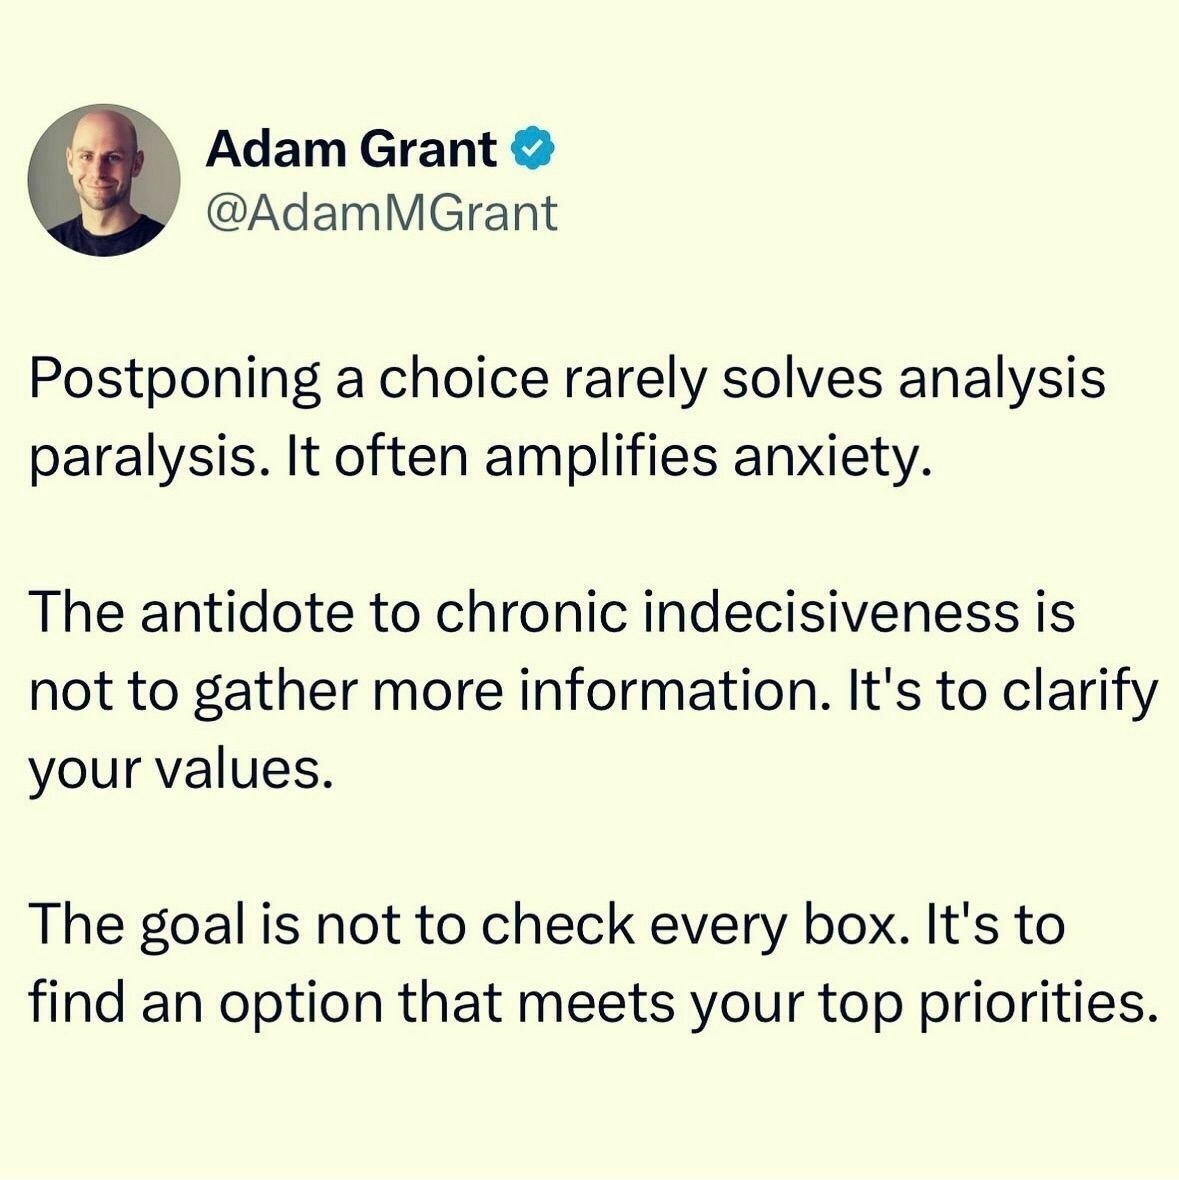 Adam Grant
@AdamMGrant
Postponing a choice rarely solves analysis
paralysis. It often amplifies anxiety.
The antidote to chronic indecisiveness is
not to gather more information. It's to clarify
your values.
The goal is not to check every box. It's to
find an option that meets your top priorities.